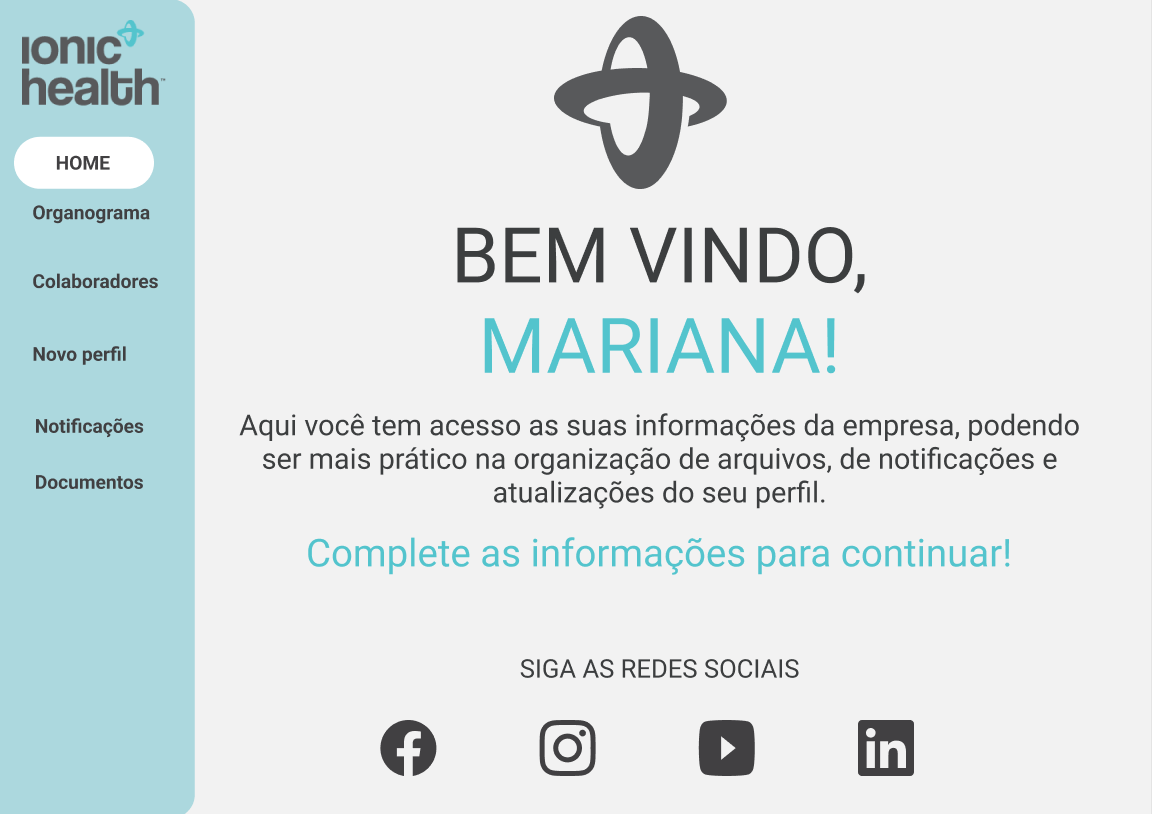 ionic
health™
HOME
Organograma
Colaboradores
Novo perfil
Notificações
Documentos
BEM VINDO,
MARIANA!
Aqui você tem acesso as suas informações da empresa, podendo
ser mais prático na organização de arquivos, de notificações e
atualizações do seu perfil.
Complete as informações para continuar!
SIGA AS REDES SOCIAIS
in